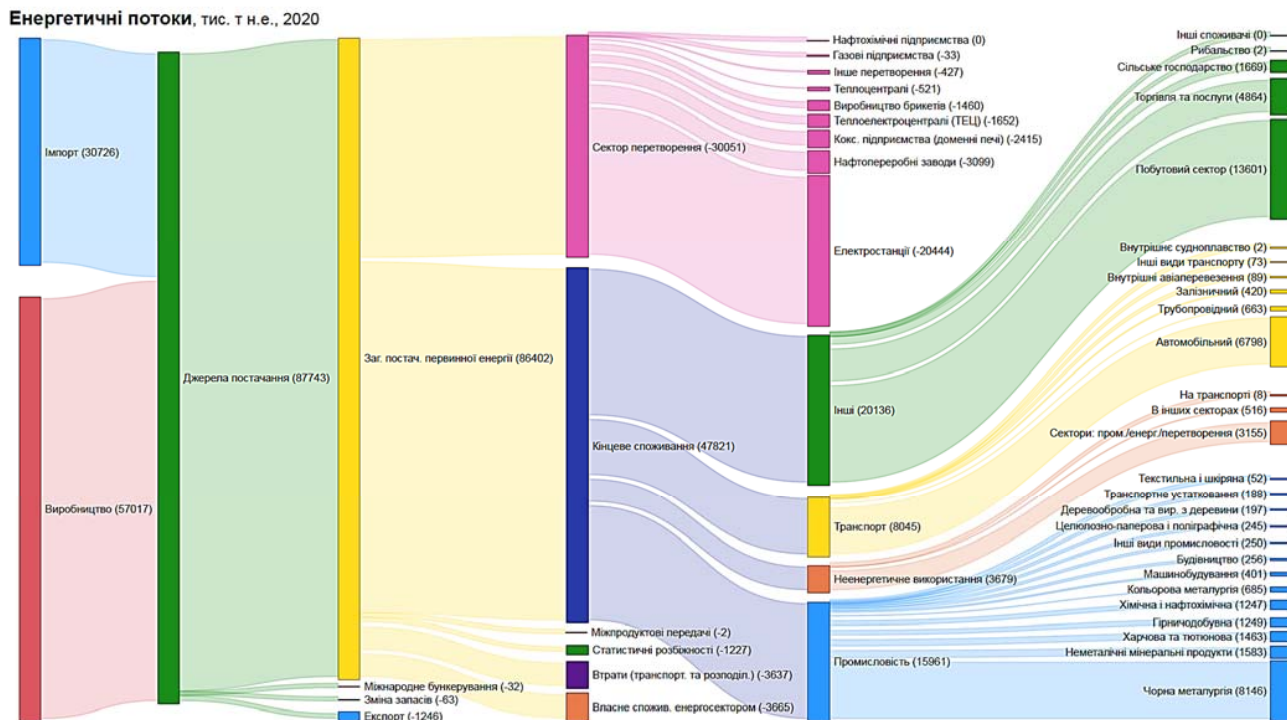 Енергетичні потоки, тис. т н.е., 2020
Імпорт (30726)
Виробництво (57017)
Джерела постачання (87743)
Заг. постач. первинної енергії (86402)
Міжнародне бункерування (-32)
Зміна запасів (-63)
Експорт (-1246)
Сектор перетворення (-30051)
Кінцеве споживання (47821)
Міжпродуктові передачі (-2)
Статистичні розбіжності (-1227)
Втрати (транспорт. та розподіл.) (-3637)
Власне спожив. енергосектором (-3665)
Нафтохімічні підприємства (0)
Газові підприємства (-33)
Інше перетворення (-427)
Теплоцентралі (-521)
Виробництво брикетів (-1460)
Теплоелектроцентралі (ТЕЦ) (-1652)
Кокс. підприємства (доменні печі) (-2415)
Нафтопереробні заводи (-3099)
Електростанції (-20444)
Інші (20136)
Транспорт (8045)
Неенергетичне використання (3679)
Промисловість (15961)
Інші споживачі (0)
Рибальство (2)
Сільське господарство (1669)
Торгівля та послуги (4864)
Побутовий сектор (13601)
Внутрішнє судноплавство (2)
Інші види транспорту (73)
Внутрішні авіаперевезення (89)
Залізничний (420)
Трубопровідний (663)
Автомобільний (6798)
На транспорті (8)
В інших секторах (516)
Сектори: пром./енерг./перетворення (3155)
Текстильна і шкіряна (52)
Транспортне устатковання (188)
Деревообробна та вир. з деревини (197)
Целюлозно-паперова і поліграфічна (245)
Інші види промисловості (250)
Будівництво (256)
Машинобудування (401)
Кольорова металургія (685)
Хімічна і нафтохімічна (1247)
Гірничодобувна (1249)
Харчова та тютюнова (1463)
Неметалічні мінеральні продукти (1583)
Чорна металургія (8146)